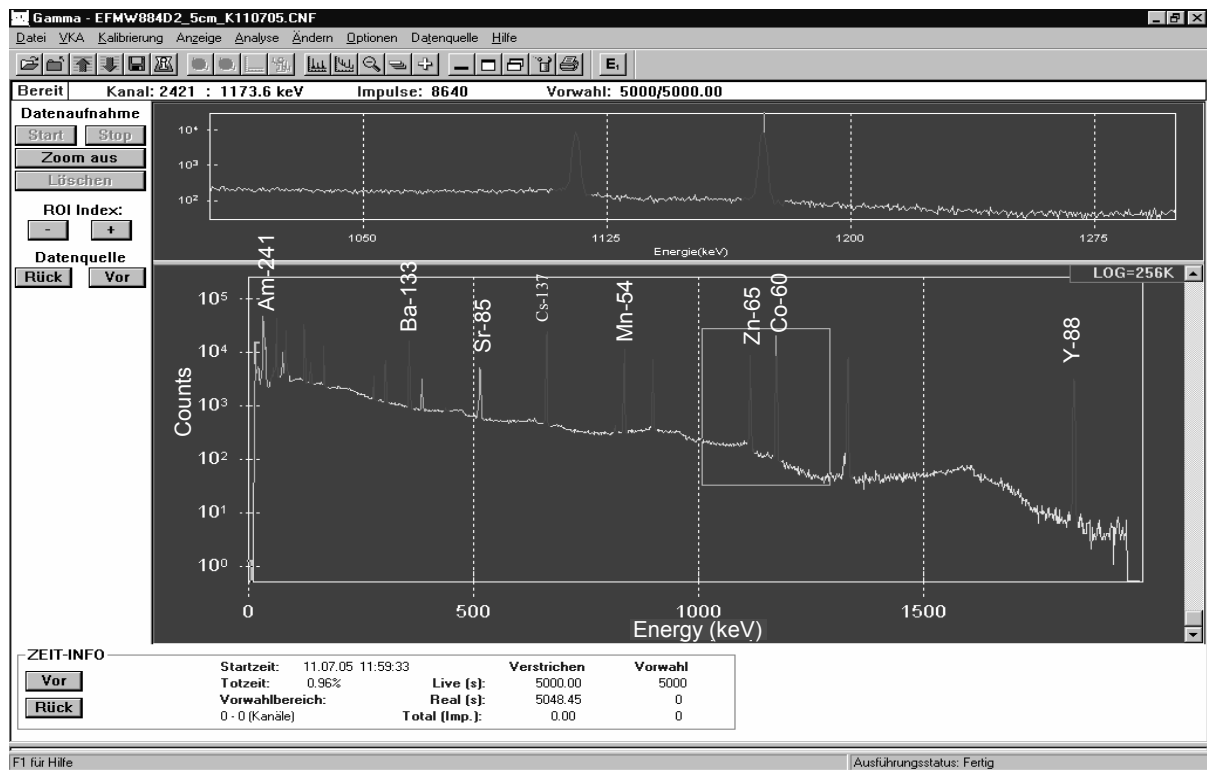 Gamma - EFMW884D2_5cm_K110705.CNF
Datei VKA Kalibrierung Anzeige Analyse Ändern Optionen Datenquelle Hilfe
E₁
Bereit Kanal: 2421 : 1173.6 keV Impulse: 8640 Vorwahl: 5000/5000.00
Datenaufnahme
Start Stop
Zoom aus
Löschen
ROI Index:
- +
Datenquelle
Rück Vor
10⁴
10³
10²
1050 1125 1200 1275
Energie(keV)
LOG=256K
Am-241
Ba-133
Sr-85
Cs-137
Mn-54
Zn-65
Co-60
Y-88
Counts
10⁵
10⁴
10³
10²
10¹
10⁰
0 500 1000 1500
Energy (keV)
ZEIT-INFO
Vor
Rück
Startzeit: 11.07.05 11:59:33 Verstrichen Vorwahl
Totzeit: 0.96% Live (s): 5000.00 5000
Vorwahlbereich: Real (s): 5048.45 0
0 - 0 (Kanäle) Total (Imp.): 0.00 0
F1 für Hilfe Ausführungsstatus: Fertig